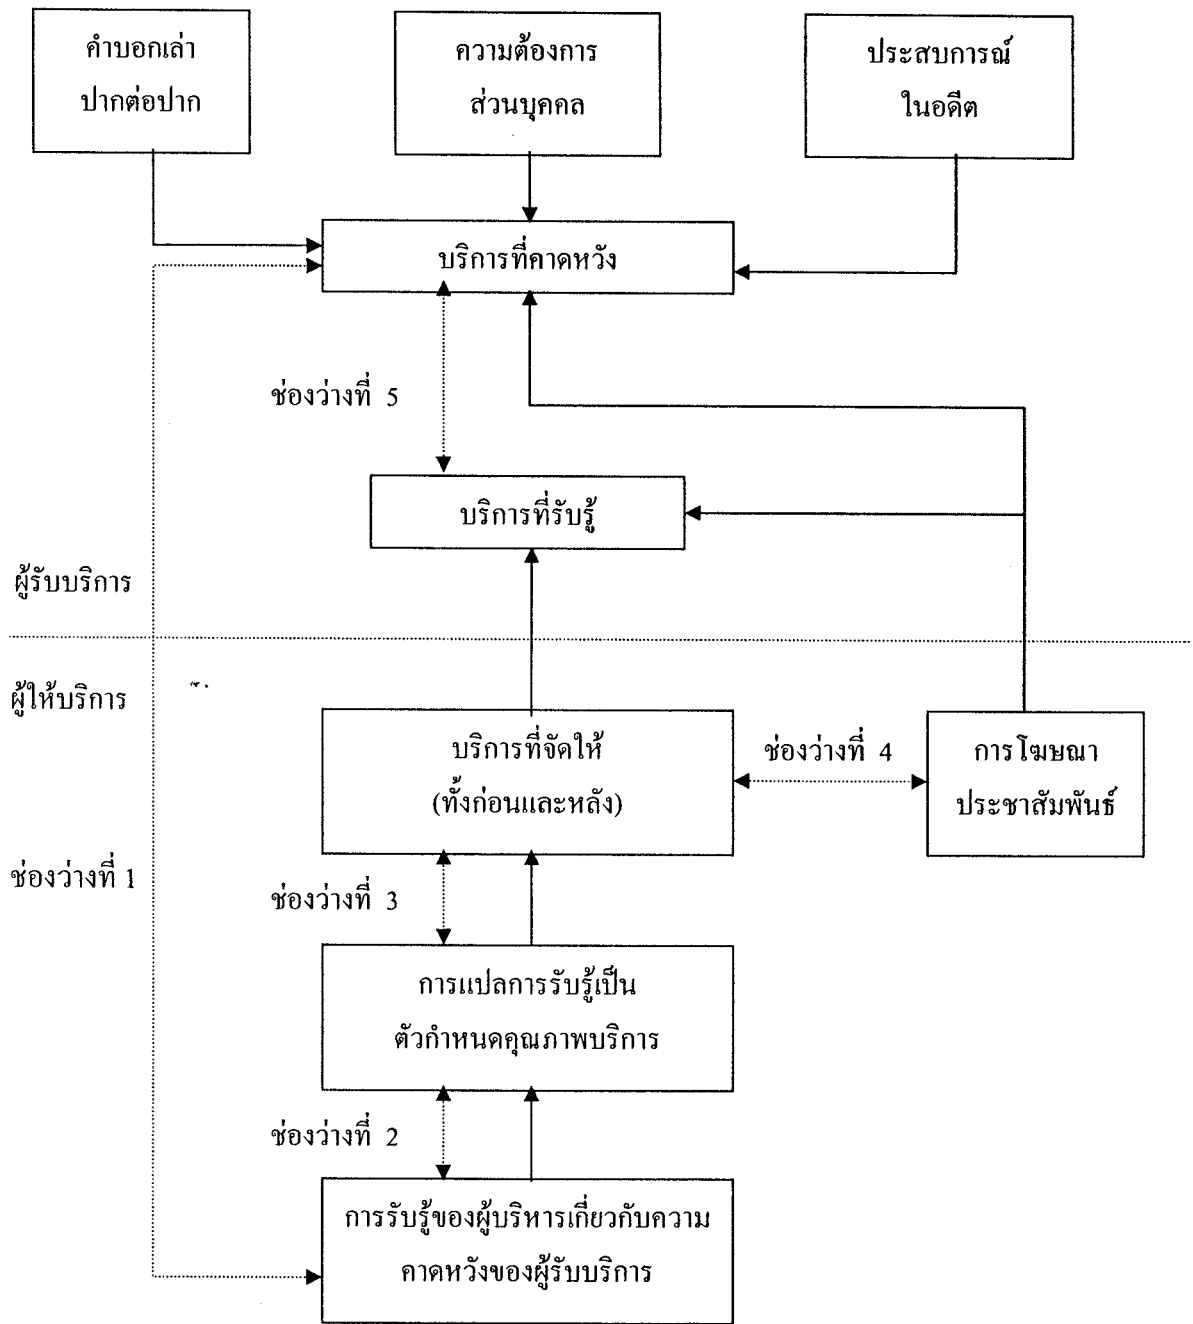 คำบอกเล่า
ปากต่อปาก
ความต้องการ
ส่วนบุคคล
ประสบการณ์
ในอดีต
บริการที่คาดหวัง
ช่องว่างที่ 5
บริการที่รับรู้
ผู้รับบริการ
ผู้ให้บริการ
บริการที่จัดให้
(ทั้งก่อนและหลัง)
ช่องว่างที่ 4
การโฆษณา
ประชาสัมพันธ์
ช่องว่างที่ 1
ช่องว่างที่ 3
การแปลการรับรู้เป็น
ตัวกำหนดคุณภาพบริการ
ช่องว่างที่ 2
การรับรู้ของผู้บริหารเกี่ยวกับความ
คาดหวังของผู้รับบริการ